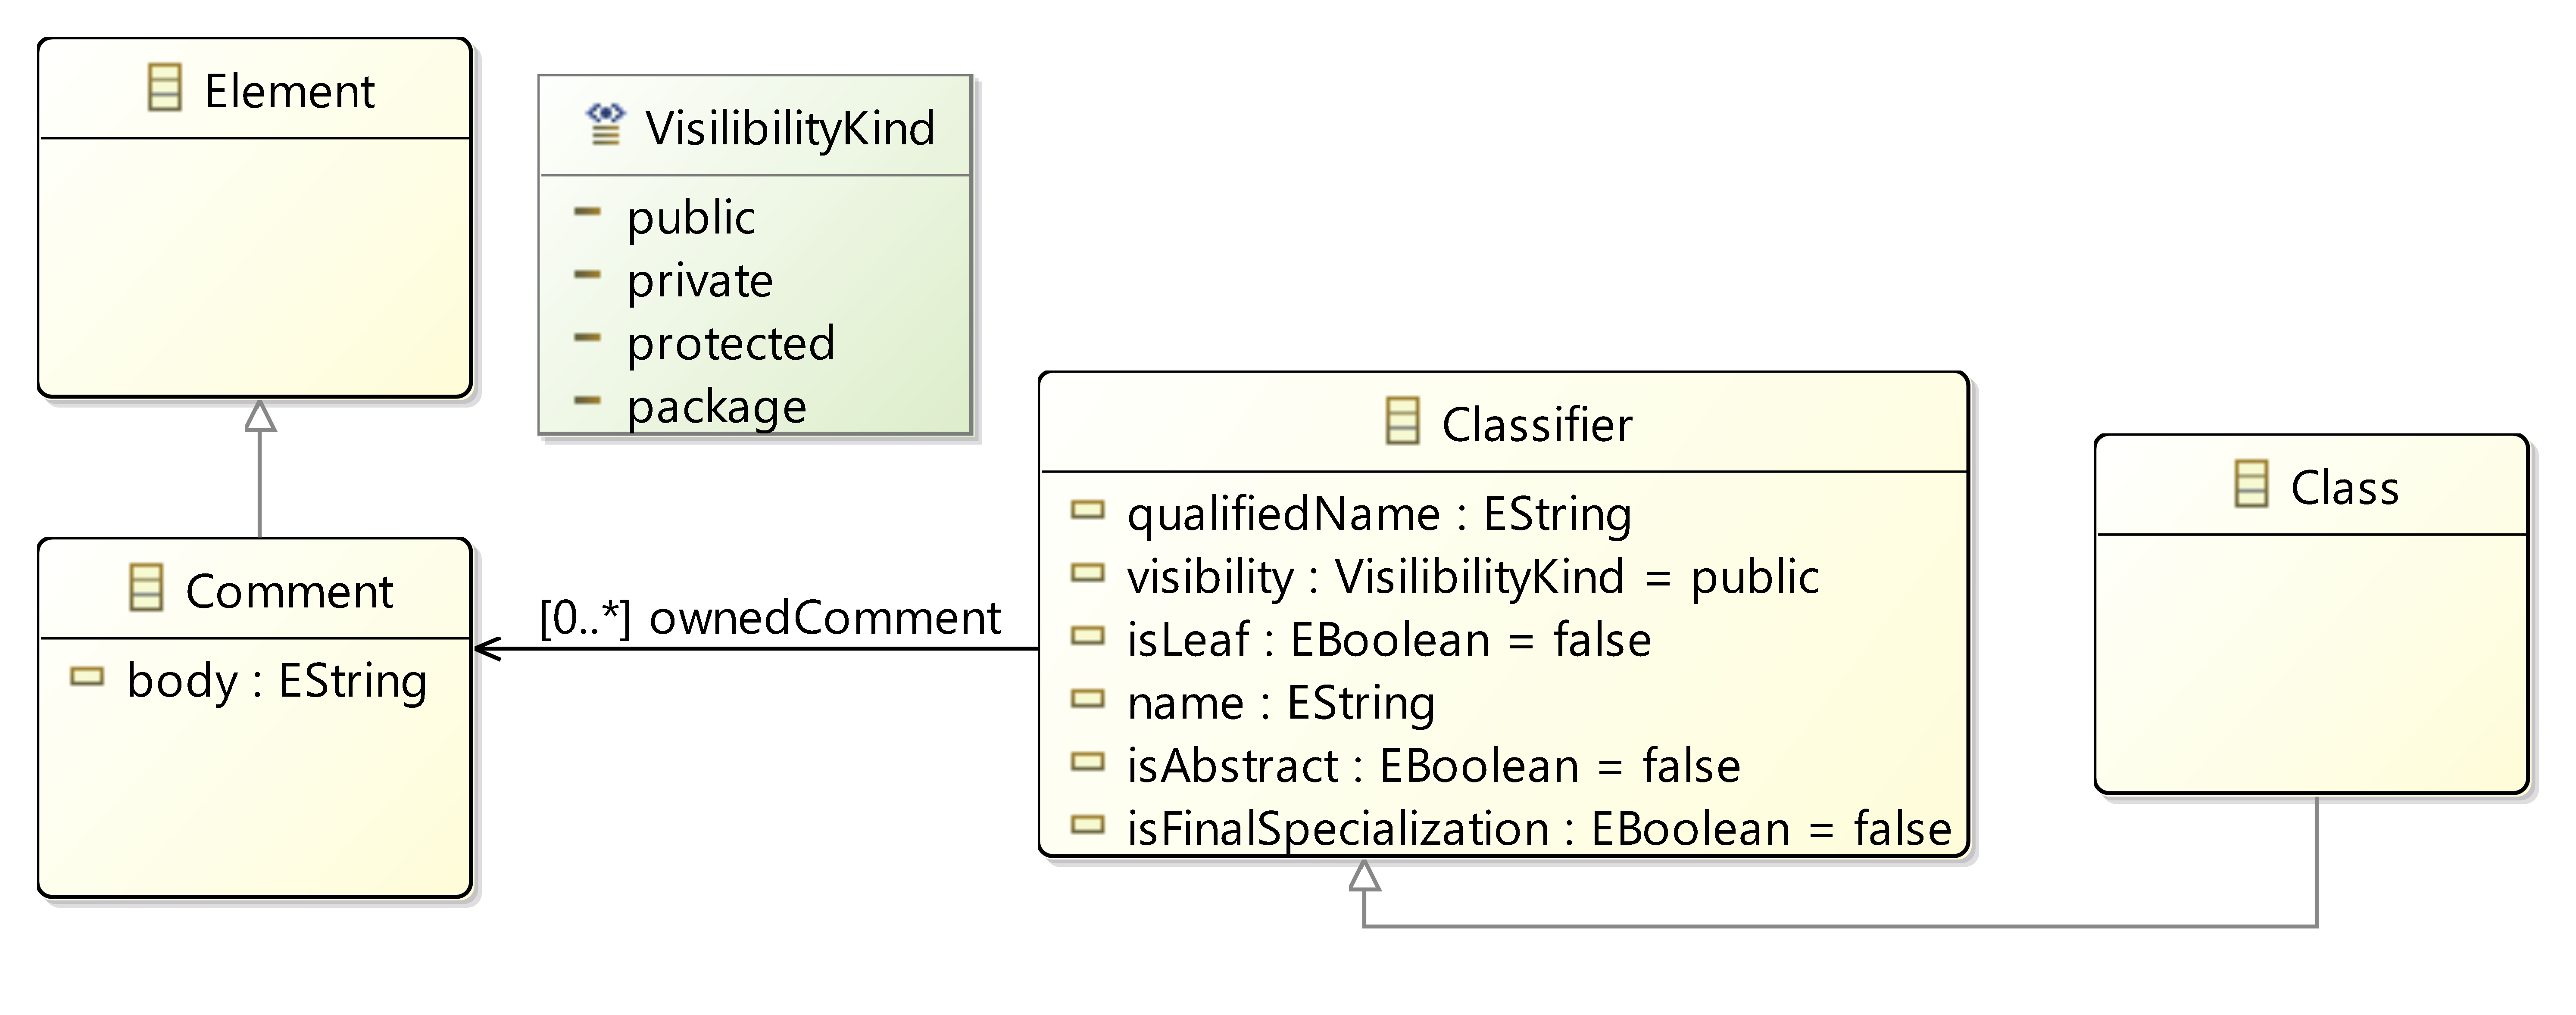 Element
VisilibilityKind
public
private
protected
package
Comment
body : EString
[0..*] ownedComment
Classifier
qualifiedName : EString
visibility : VisilibilityKind = public
isLeaf : EBoolean = false
name : EString
isAbstract : EBoolean = false
isFinalSpecialization : EBoolean = false
Class